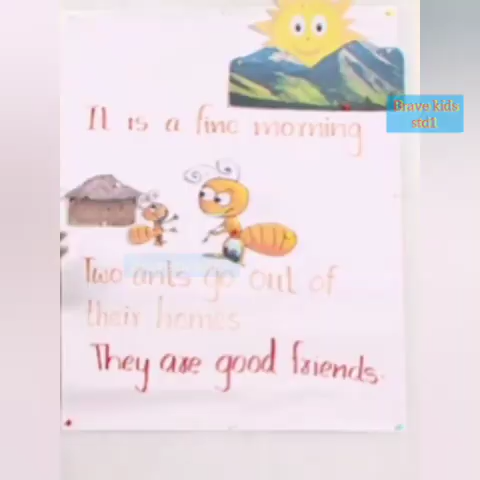 It is a fine morning
Brave kids
std1
Two ants go out of
their homes
They are good friends.